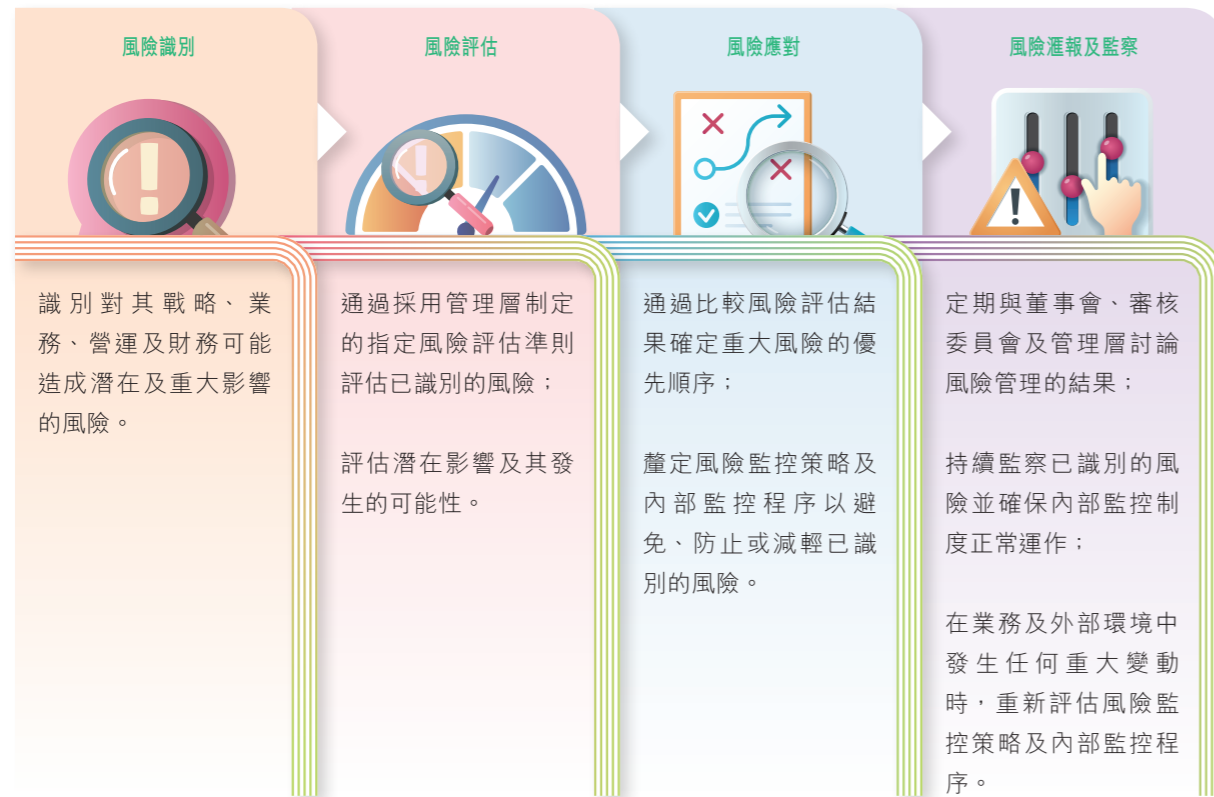 風險識別
識別對其戰略、業
務、營運及財務可能
造成潛在及重大影響
的風險。
風險評估
通過採用管理層制定
的指定風險評估準則
評估已識別的風險；
評估潛在影響及其發
生的可能性。
風險應對
通過比較風險評估結
果確定重大風險的優
先順序；
釐定風險監控策略及
內部監控程序以避
免、防止或減輕已識
別的風險。
風險滙報及監察
定期與董事會、審核
委員會及管理層討論
風險管理的結果；
持續監察已識別的風
險並確保內部監控制
度正常運作；
在業務及外部環境中
發生任何重大變動
時，重新評估風險監
控策略及內部監控程
序。